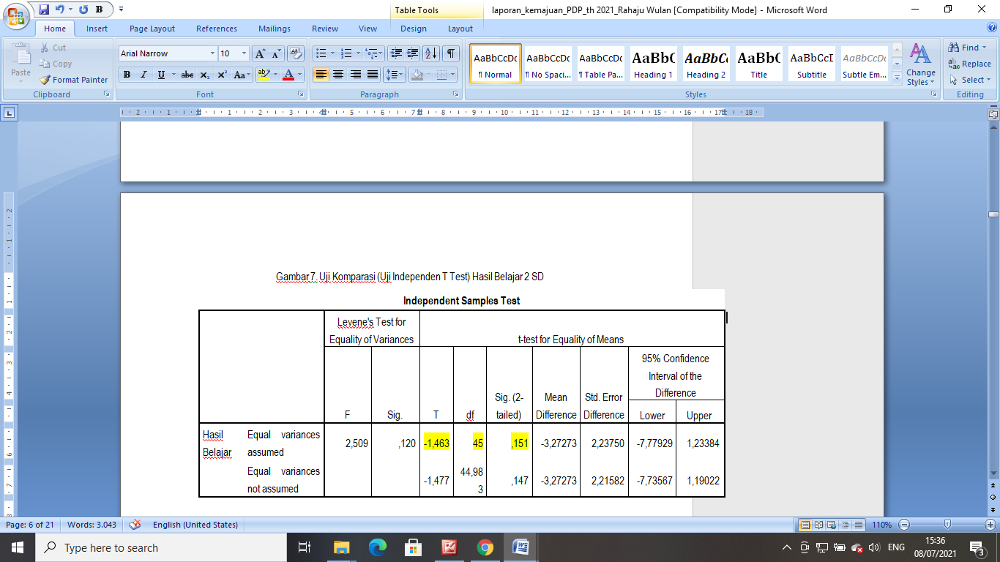 Table Tools
laporan_kemajuan_PDP_th 2021_Rahaju Wulan [Compatibility Mode] - Microsoft Word
Home Insert Page Layout References Mailings Review View Design Layout
Paste
Cut
Copy
Format Painter
Clipboard
Arial Narrow 10
Font
Paragraph
AaBbCcDc AaBbCcDc AaBbCcDc AaBbC AaBbCc AaBbC AaBbCcI AaBbCcDc
¶ Normal ¶ No Spaci... ¶ Table Pa... Heading 1 Heading 2 Title Subtitle Subtle Em...
Change Styles
Styles
Find
Replace
Select
Editing
Gambar 7. Uji Komparasi (Uji Independen T Test) Hasil Belajar 2 SD
Independent Samples Test
Levene's Test for
Equality of Variances
t-test for Equality of Means
F
Sig.
T
df
Sig. (2-
tailed)
Mean
Difference
Std. Error
Difference
95% Confidence
Interval of the
Difference
Lower Upper
Hasil
Belajar
Equal variances
assumed
2,509 ,120 -1,463 45 ,151 -3,27273 2,23750 -7,77929 1,23384
Equal variances
not assumed
-1,477 44,98
3
,147 -3,27273 2,21582 -7,73567 1,19022
Page: 6 of 21 Words: 3.043 English (United States) 110%
Type here to search
ENG
15:36
08/07/2021
3